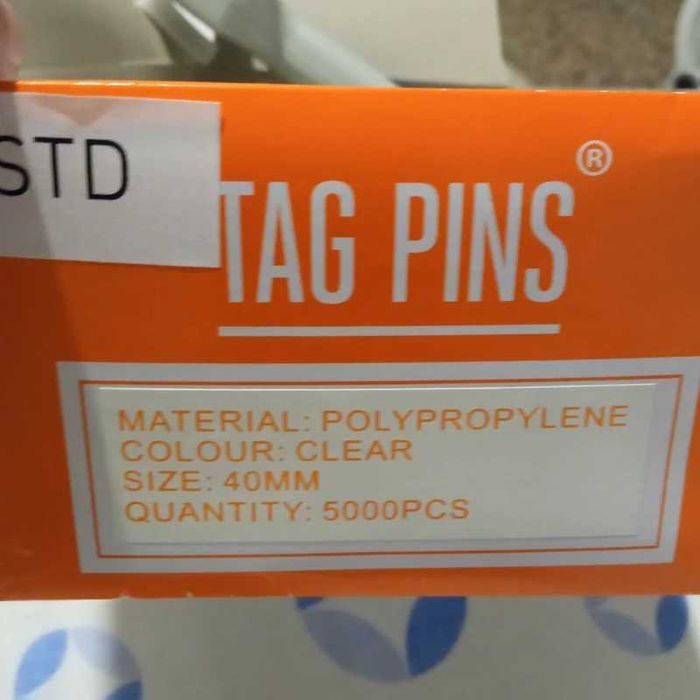 STD
TAG PINS®
MATERIAL: POLYPROPYLENE
COLOUR: CLEAR
SIZE: 40MM
QUANTITY: 5000PCS